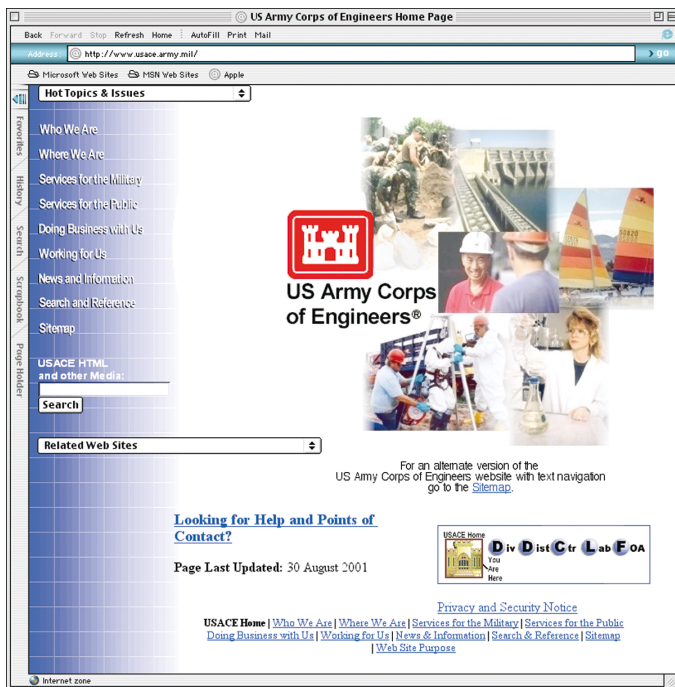 US Army Corps of Engineers Home Page
Back Forward Stop Refresh Home AutoFill Print Mail
Address: http://www.usace.army.mil/ go
Microsoft Web Sites MSN Web Sites Apple
Hot Topics & Issues
Favorites
History
Search
Scrapbook
Page Holder
Who We Are
Where We Are
Services for the Military
Services for the Public
Doing Business with Us
Working for Us
News and Information
Search and Reference
Sitemap
USACE HTML
and other Media:
Search
US Army Corps
of Engineers®
Related Web Sites
For an alternate version of the
US Army Corps of Engineers website with text navigation
go to the Sitemap.
Looking for Help and Points of
Contact?
Page Last Updated: 30 August 2001
USACE Home
Div Dist Ctr Lab FOA
You
Are
Here
Privacy and Security Notice
USACE Home | Who We Are | Where We Are | Services for the Military | Services for the Public
Doing Business with Us | Working for Us | News & Information | Search & Reference | Sitemap
| Web Site Purpose
Internet zone